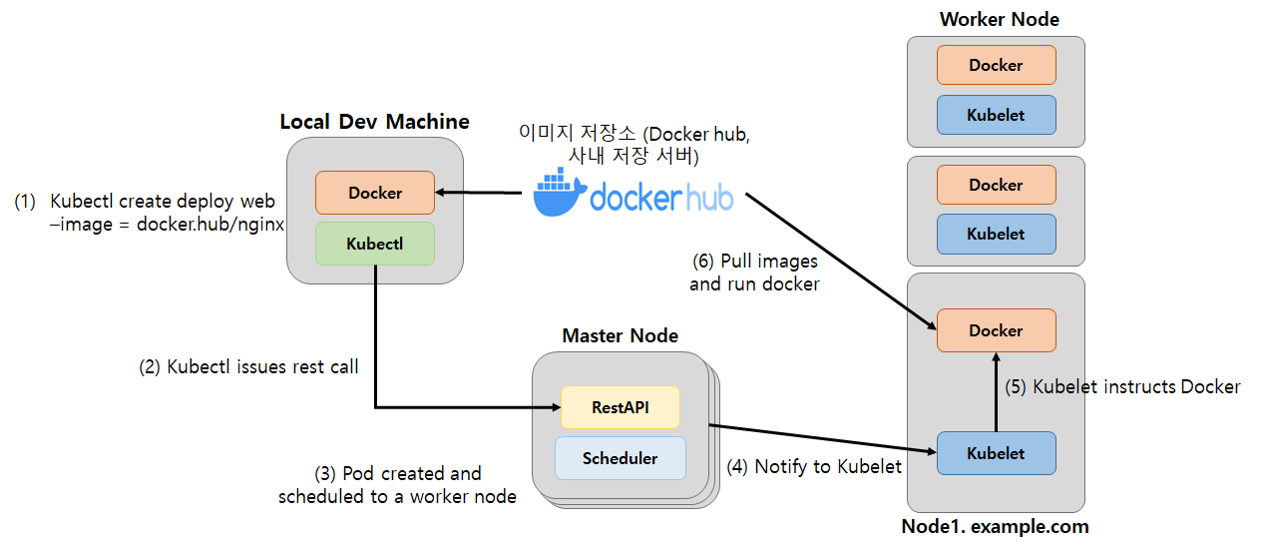 Worker Node
Docker
Kubelet
Local Dev Machine
이미지 저장소 (Docker hub,
사내 저장 서버)
dockerhub
Docker
Kubectl
(1) Kubectl create deploy web
–image = docker.hub/nginx
Docker
Kubelet
(6) Pull images
and run docker
Docker
(2) Kubectl issues rest call
Master Node
RestAPI
Scheduler
(5) Kubelet instructs Docker
Kubelet
(3) Pod created and
scheduled to a worker node
(4) Notify to Kubelet
Node1. example.com